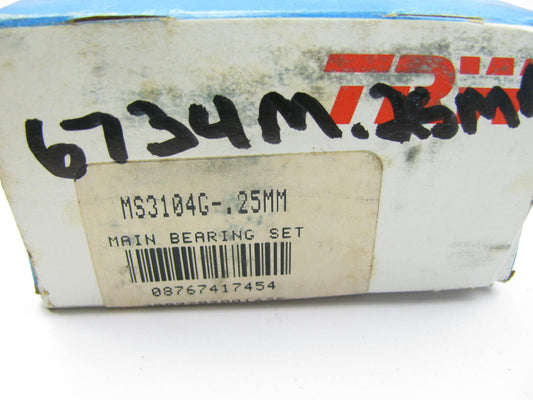 TRW
6734M.25MM
MS3104G-.25MM
MAIN BEARING SET
08767417454